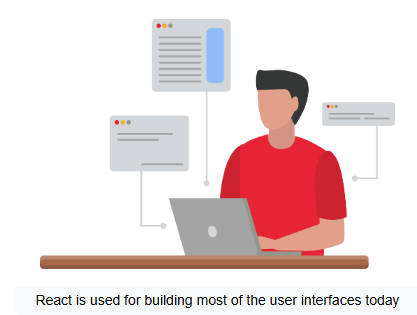 React is used for building most of the user interfaces today